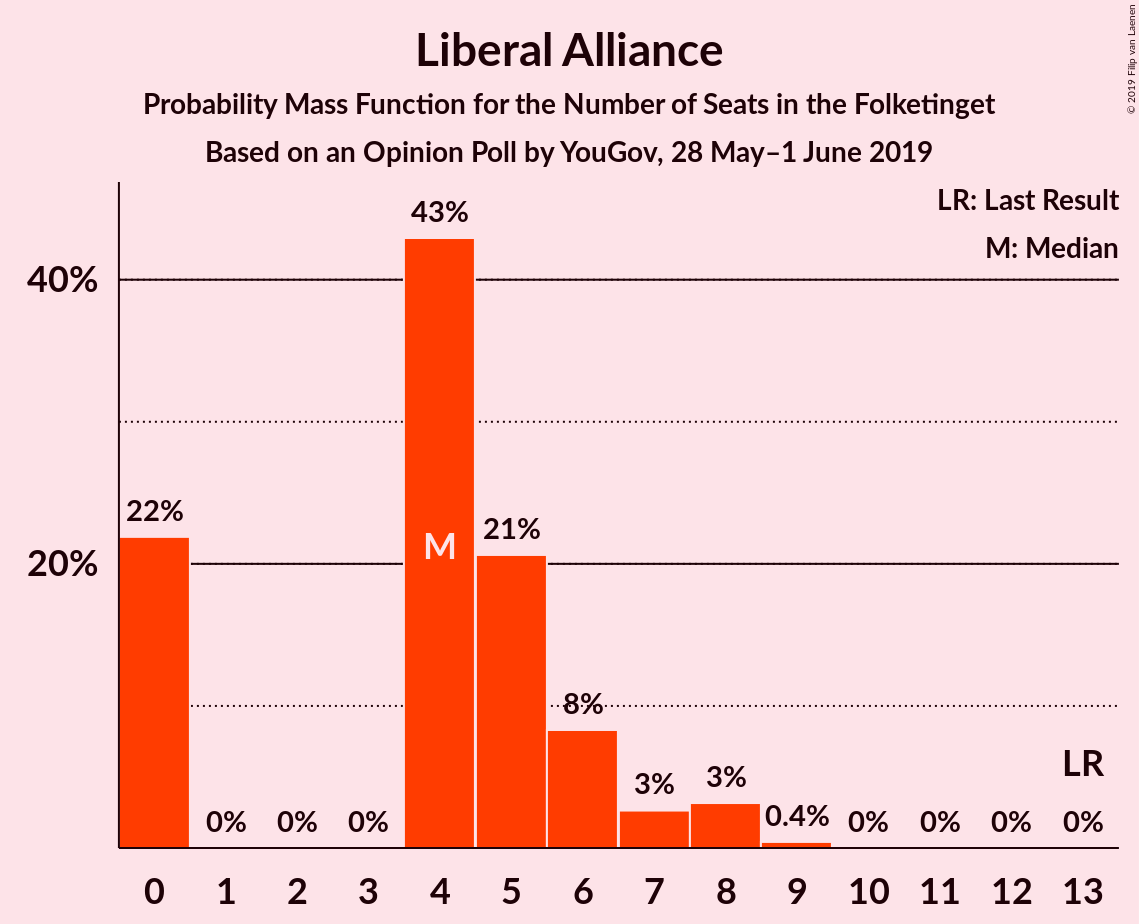 © 2019 Filip van Laenen
Liberal Alliance
Probability Mass Function for the Number of Seats in the Folketinget
Based on an Opinion Poll by YouGov, 28 May–1 June 2019
LR: Last Result
M: Median
40%
20%
22%
0%
0%
0%
43%
M
21%
8%
3%
3%
0.4%
0%
0%
0%
0%
LR
0 1 2 3 4 5 6 7 8 9 10 11 12 13